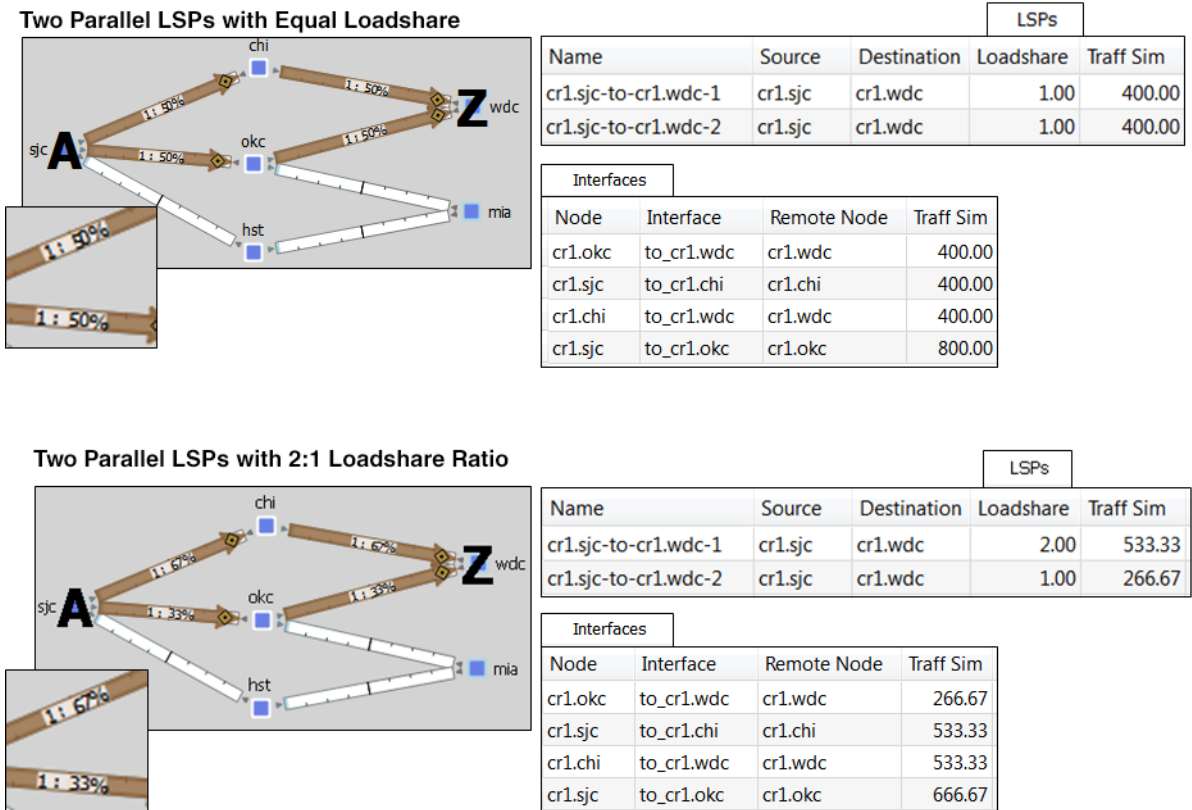 Two Parallel LSPs with Equal Loadshare
chi
1: 50%
1: 50%
Z
wdc
sjc
A
okc
1: 50%
1: 50%
mia
hst
1: 50%
1: 50%
LSPs
Name Source Destination Loadshare Traff Sim
cr1.sjc-to-cr1.wdc-1 cr1.sjc cr1.wdc 1.00 400.00
cr1.sjc-to-cr1.wdc-2 cr1.sjc cr1.wdc 1.00 400.00
Interfaces
Node Interface Remote Node Traff Sim
cr1.okc to_cr1.wdc cr1.wdc 400.00
cr1.sjc to_cr1.chi cr1.chi 400.00
cr1.chi to_cr1.wdc cr1.wdc 400.00
cr1.sjc to_cr1.okc cr1.okc 800.00
Two Parallel LSPs with 2:1 Loadshare Ratio
chi
1: 67%
1: 67%
Z
wdc
sjc
A
okc
1: 33%
1: 33%
mia
hst
1: 67%
1: 33%
LSPs
Name Source Destination Loadshare Traff Sim
cr1.sjc-to-cr1.wdc-1 cr1.sjc cr1.wdc 2.00 533.33
cr1.sjc-to-cr1.wdc-2 cr1.sjc cr1.wdc 1.00 266.67
Interfaces
Node Interface Remote Node Traff Sim
cr1.okc to_cr1.wdc cr1.wdc 266.67
cr1.sjc to_cr1.chi cr1.chi 533.33
cr1.chi to_cr1.wdc cr1.wdc 533.33
cr1.sjc to_cr1.okc cr1.okc 666.67